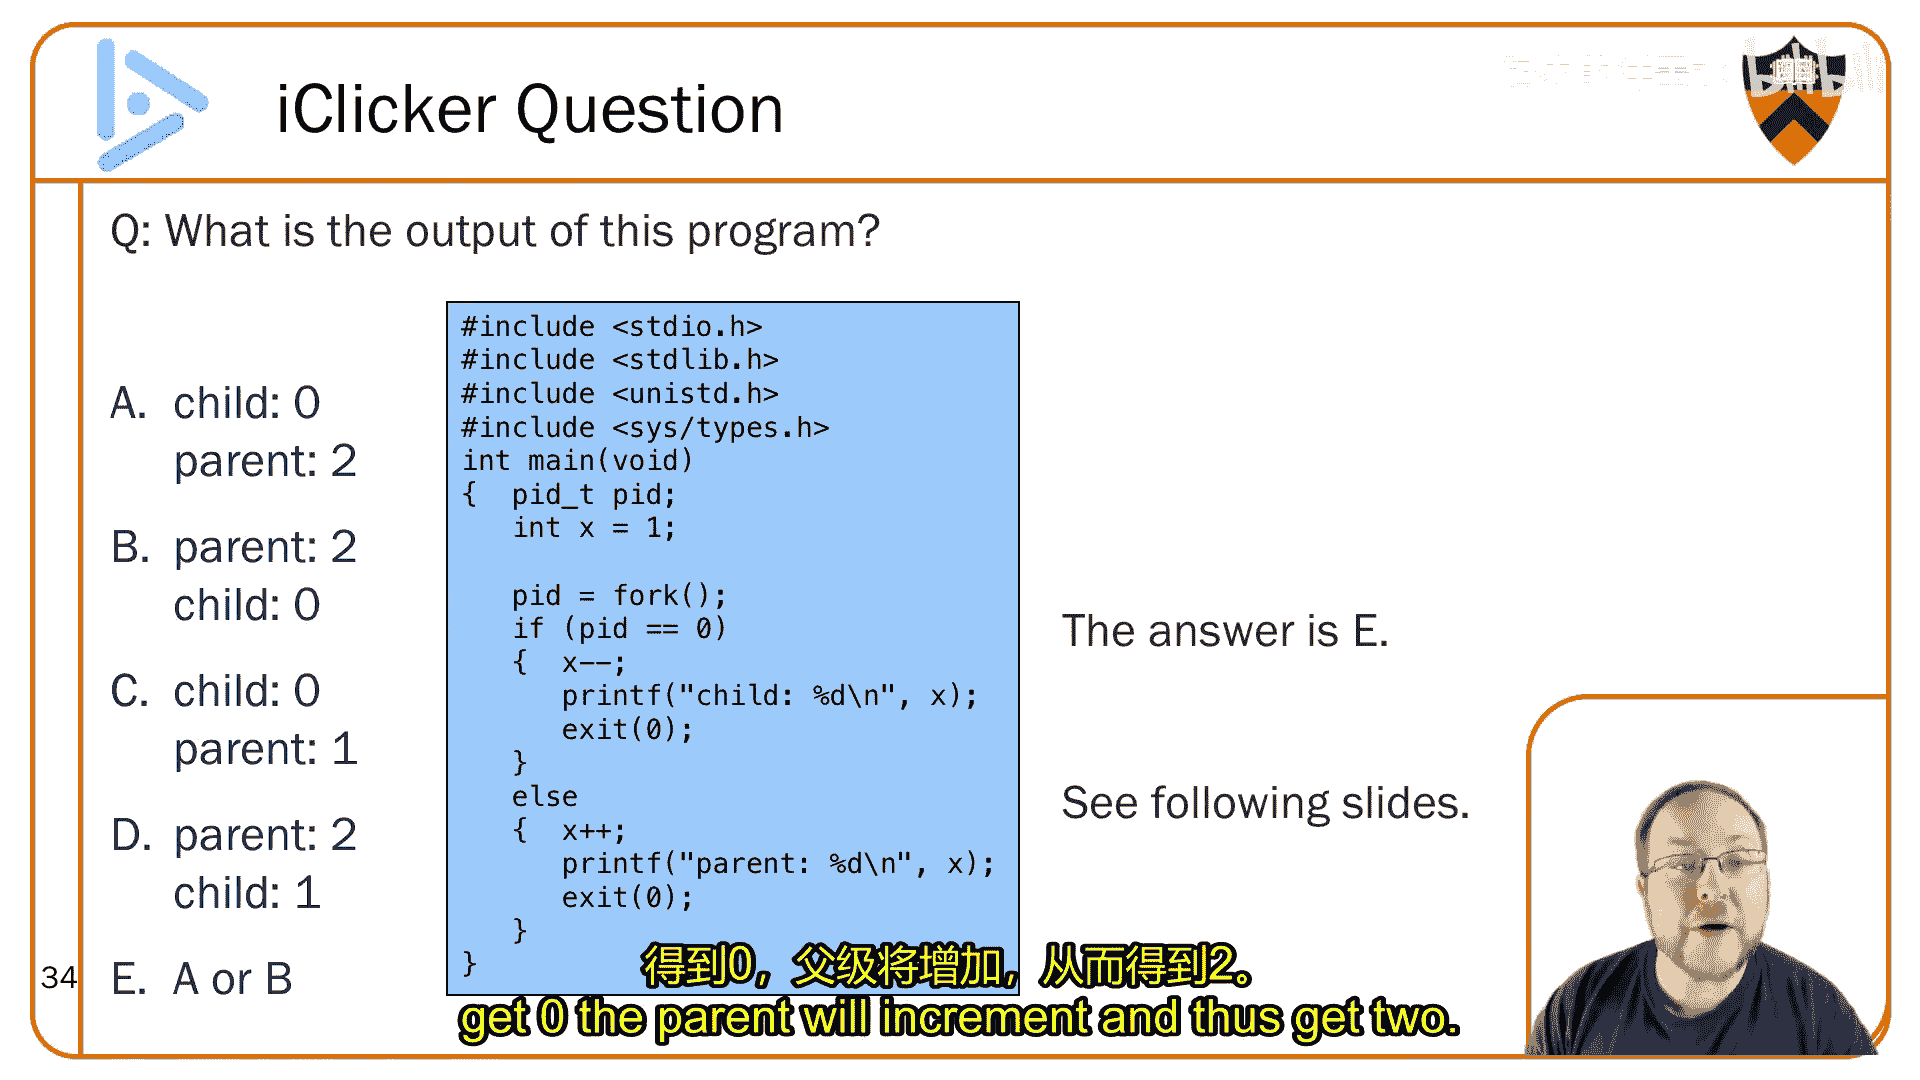 iClicker Question
Q: What is the output of this program?
A. child: 0
parent: 2
B. parent: 2
child: 0
C. child: 0
parent: 1
D. parent: 2
child: 1
E. A or B
#include <stdio.h>
#include <stdlib.h>
#include <unistd.h>
#include <sys/types.h>
int main(void)
{  pid_t pid;
   int x = 1;
   pid = fork();
   if (pid == 0)
   {  x--;
      printf("child: %d\n", x);
      exit(0);
   }
   else
   {  x++;
      printf("parent: %d\n", x);
      exit(0);
   }
}
The answer is E.
See following slides.
34
得到0，父级将增加，从而得到2。
get 0 the parent will increment and thus get two.
bilibili